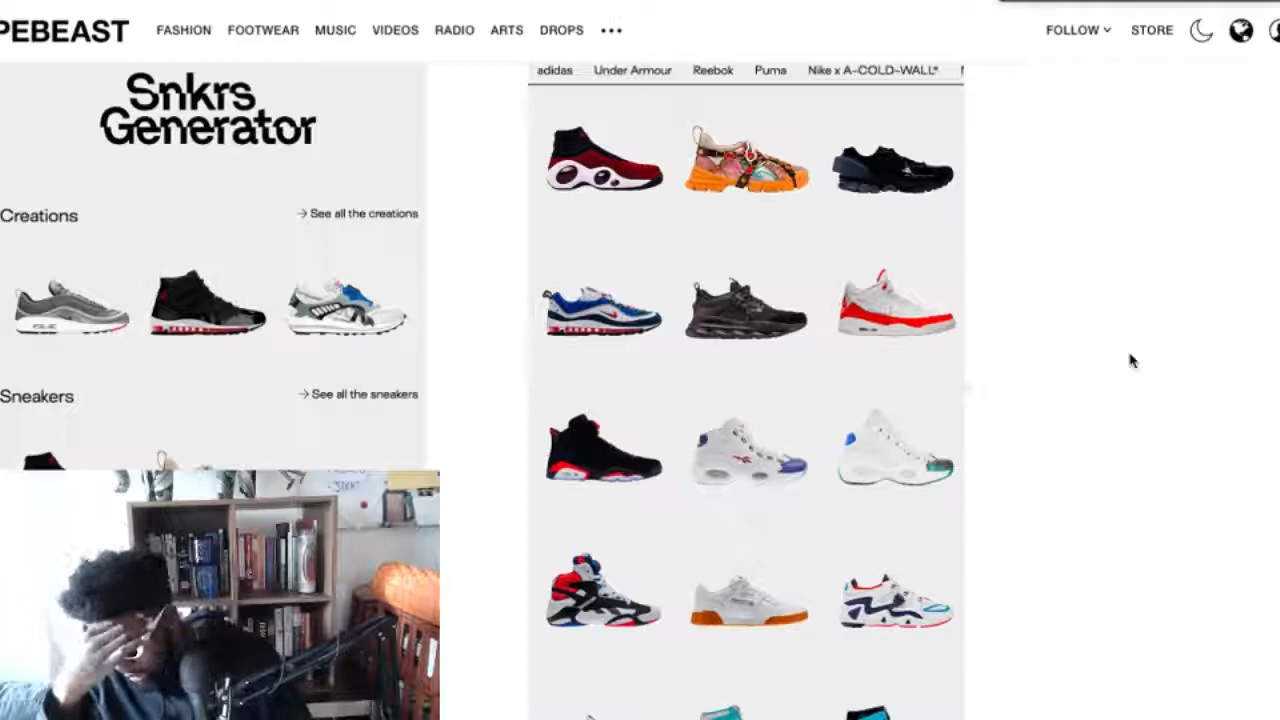 PEBEAST
FASHION FOOTWEAR MUSIC VIDEOS RADIO ARTS DROPS •••
FOLLOW STORE
Snkrs
Generator
Creations
→ See all the creations
Sneakers
→ See all the sneakers
adidas Under Armour Reebok Puma Nike x A-COLD-WALL*